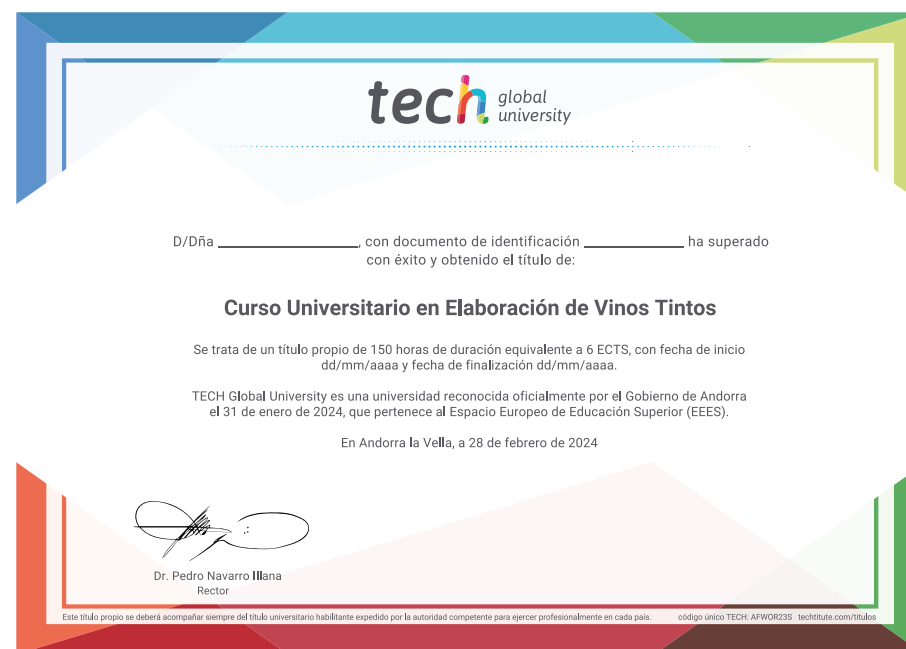 tech global university
D/Dña ______________, con documento de identificación __________ ha superado
con éxito y obtenido el título de:
Curso Universitario en Elaboración de Vinos Tintos
Se trata de un título propio de 150 horas de duración equivalente a 6 ECTS, con fecha de inicio
dd/mm/aaaa y fecha de finalización dd/mm/aaaa.
TECH Global University es una universidad reconocida oficialmente por el Gobierno de Andorra
el 31 de enero de 2024, que pertenece al Espacio Europeo de Educación Superior (EEES).
En Andorra la Vella, a 28 de febrero de 2024
Dr. Pedro Navarro Illana
Rector
Este título propio se deberá acompañar siempre del título universitario habilitante expedido por la autoridad competente para ejercer profesionalmente en cada país. código único TECH: AFWOR23S techtitute.com/titulos